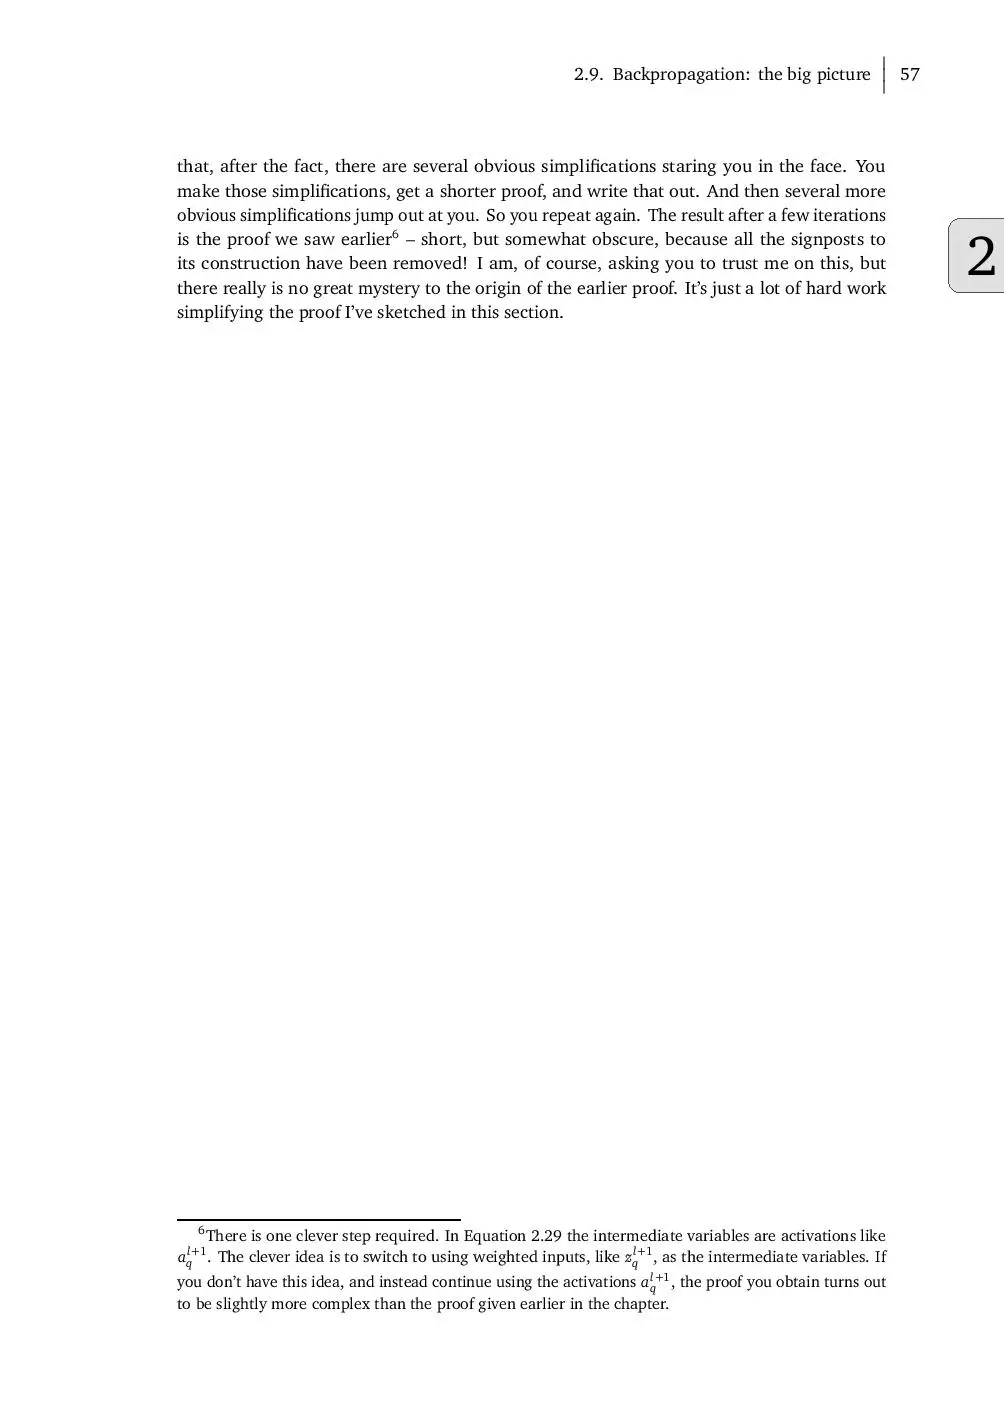 2.9. Backpropagation: the big picture 57
that, after the fact, there are several obvious simplifications staring you in the face. You
make those simplifications, get a shorter proof, and write that out. And then several more
obvious simplifications jump out at you. So you repeat again. The result after a few iterations
is the proof we saw earlier⁶ – short, but somewhat obscure, because all the signposts to
its construction have been removed! I am, of course, asking you to trust me on this, but
there really is no great mystery to the origin of the earlier proof. It’s just a lot of hard work
simplifying the proof I’ve sketched in this section.
2
⁶There is one clever step required. In Equation 2.29 the intermediate variables are activations like
$a_q^{l+1}$. The clever idea is to switch to using weighted inputs, like $z_q^{l+1}$, as the intermediate variables. If
you don’t have this idea, and instead continue using the activations $a_q^{l+1}$, the proof you obtain turns out
to be slightly more complex than the proof given earlier in the chapter.